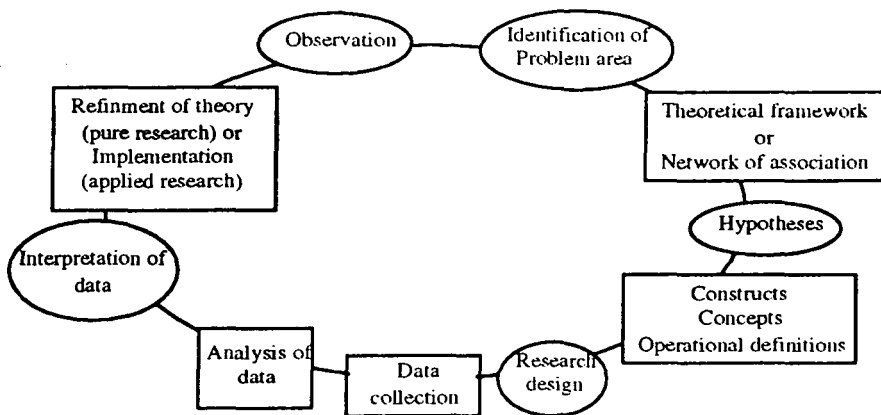 Observation
Identification of
Problem area
Theoretical framework
or
Network of association
Hypotheses
Constructs
Concepts
Operational definitions
Research
design
Data
collection
Analysis of
data
Interpretation of
data
Refinment of theory
(pure research) or
Implementation
(applied research)